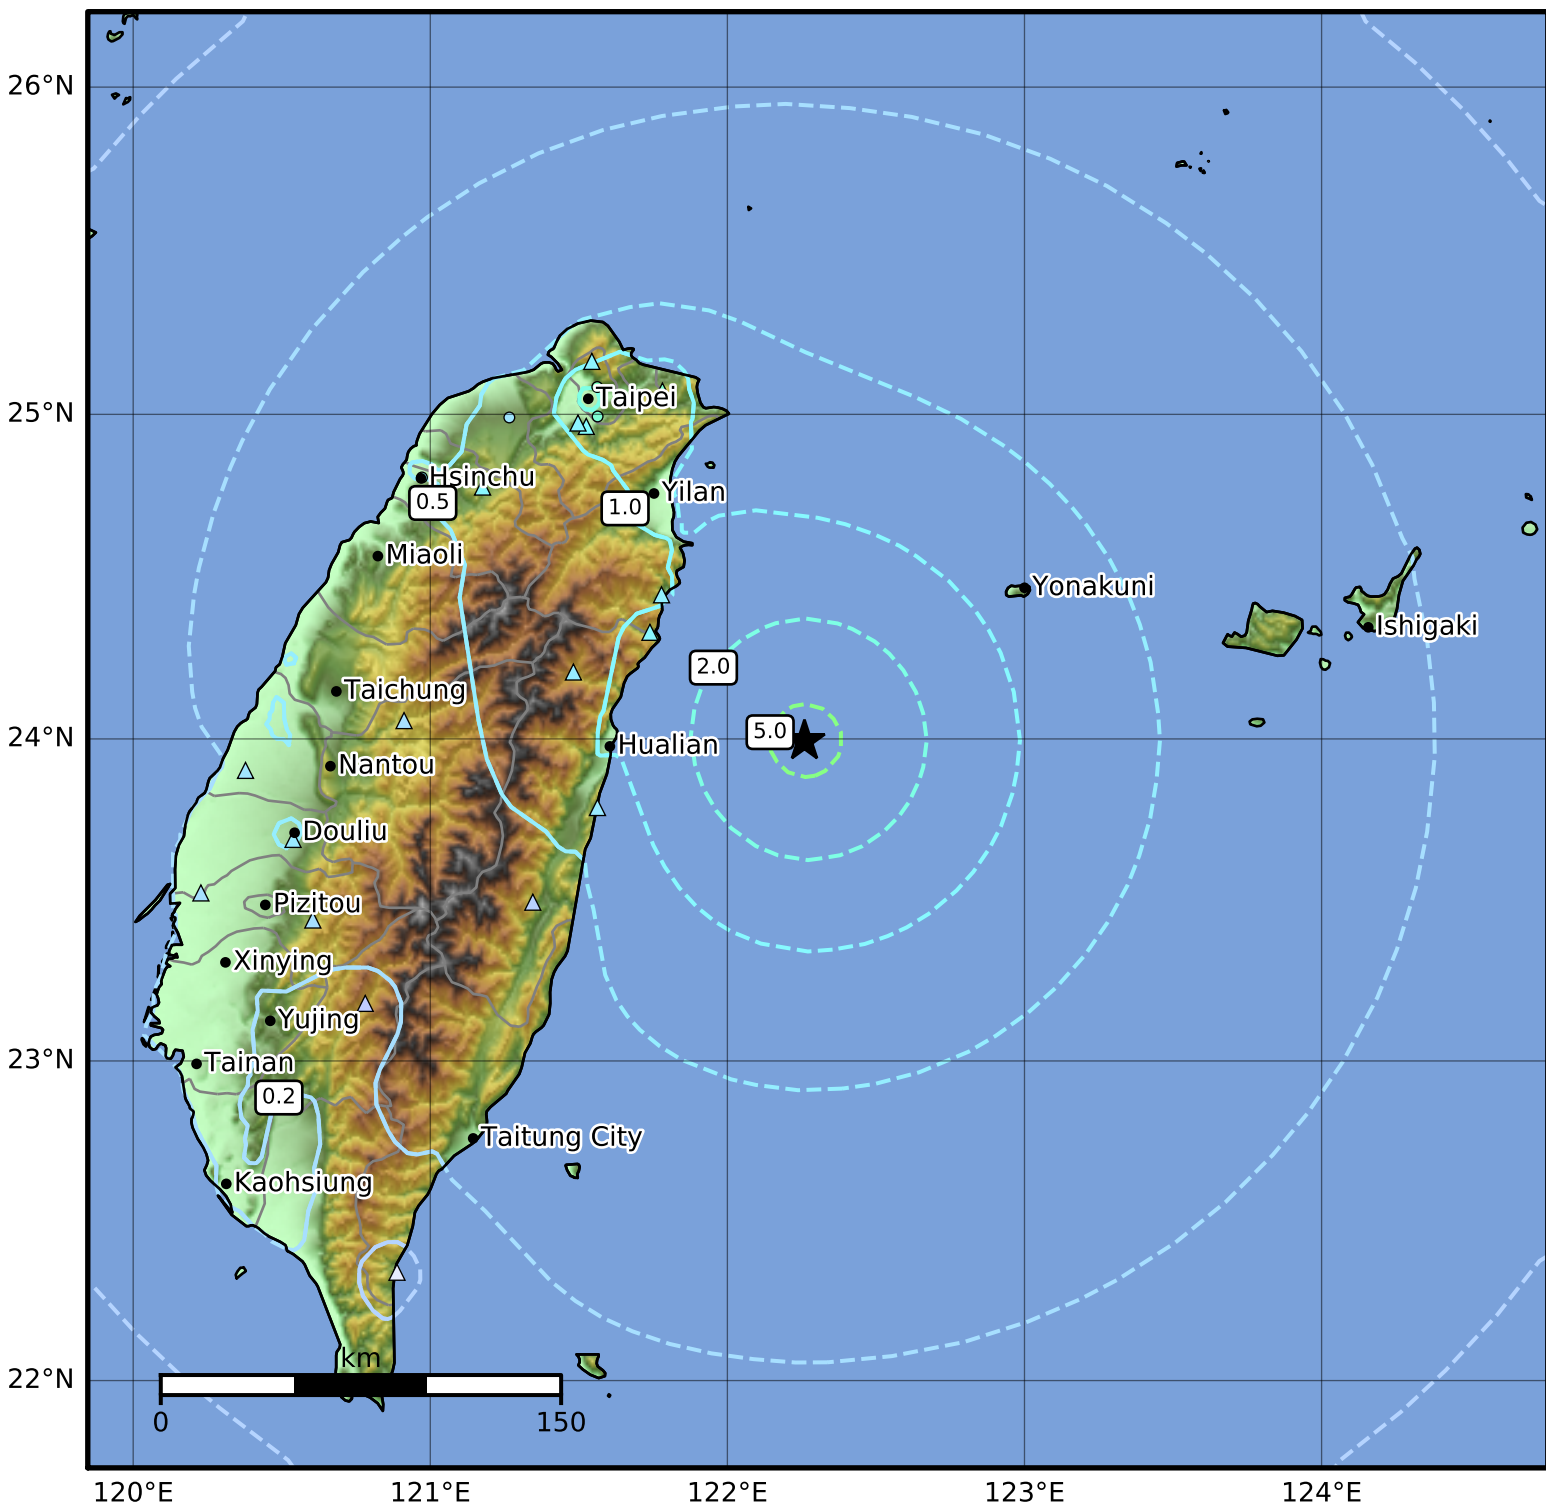 26°N
25°N
Taipei
Hsinchu
Yilan
0.5
1.0
Miaoli
Yonakuni
Ishigaki
2.0
Taichung
24°N
5.0
Hualian
Nantou
Douliu
Pizitou
Xinying
Yujing
23°N
Tainan
0.2
Taitung City
Kaohsiung
22°N
km
0
150
120°E
121°E
122°E
123°E
124°E